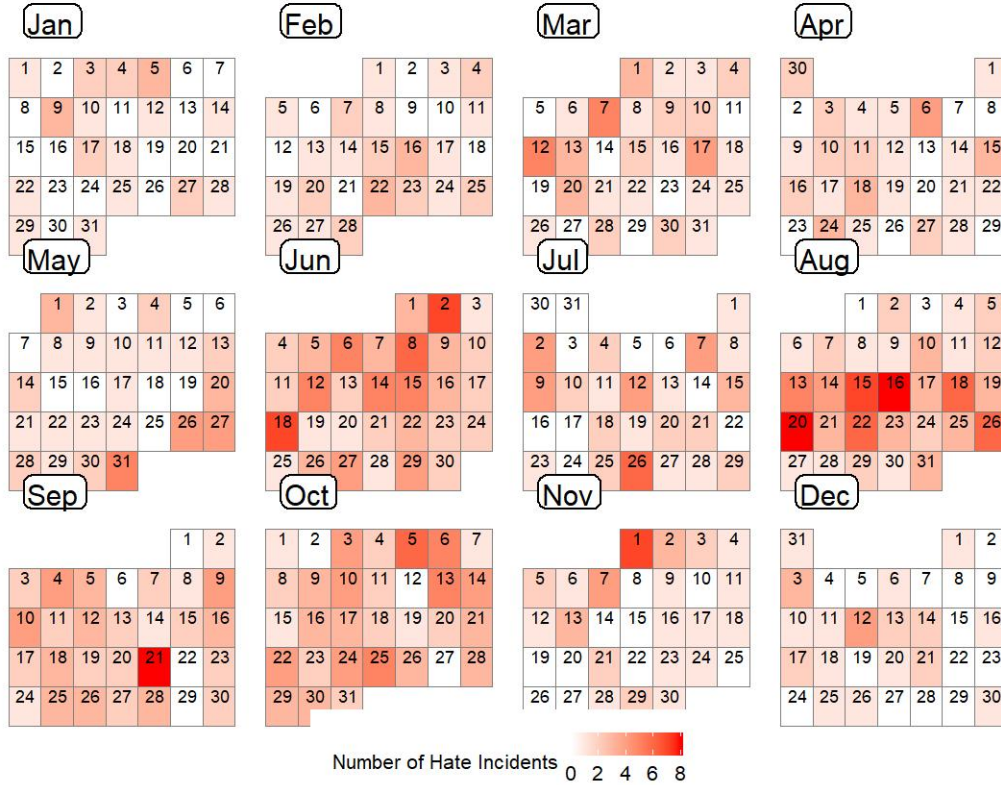 Jan Feb Mar Apr
1 2 3 4 5 6 7 1 2 3 4 1 2 3 4 30 1
8 9 10 11 12 13 14 5 6 7 8 9 10 11 5 6 7 8 9 10 11 2 3 4 5 6 7 8
15 16 17 18 19 20 21 12 13 14 15 16 17 18 12 13 14 15 16 17 18 9 10 11 12 13 14 15
22 23 24 25 26 27 28 19 20 21 22 23 24 25 19 20 21 22 23 24 25 16 17 18 19 20 21 22
29 30 31 26 27 28 26 27 28 29 30 31 23 24 25 26 27 28 29
May Jun Jul Aug
1 2 3 4 5 6 1 2 3 30 31 1 1 2 3 4 5
7 8 9 10 11 12 13 4 5 6 7 8 9 10 2 3 4 5 6 7 8 6 7 8 9 10 11 12
14 15 16 17 18 19 20 11 12 13 14 15 16 17 9 10 11 12 13 14 15 13 14 15 16 17 18 19
21 22 23 24 25 26 27 18 19 20 21 22 23 24 16 17 18 19 20 21 22 20 21 22 23 24 25 26
28 29 30 31 25 26 27 28 29 30 23 24 25 26 27 28 29 27 28 29 30 31
Sep Oct Nov Dec
1 2 1 2 3 4 5 6 7 1 2 3 4 31 1 2
3 4 5 6 7 8 9 8 9 10 11 12 13 14 5 6 7 8 9 10 11 3 4 5 6 7 8 9
10 11 12 13 14 15 16 15 16 17 18 19 20 21 12 13 14 15 16 17 18 10 11 12 13 14 15 16
17 18 19 20 21 22 23 22 23 24 25 26 27 28 19 20 21 22 23 24 25 17 18 19 20 21 22 23
24 25 26 27 28 29 30 29 30 31 26 27 28 29 30 24 25 26 27 28 29 30
Number of Hate Incidents 0 2 4 6 8